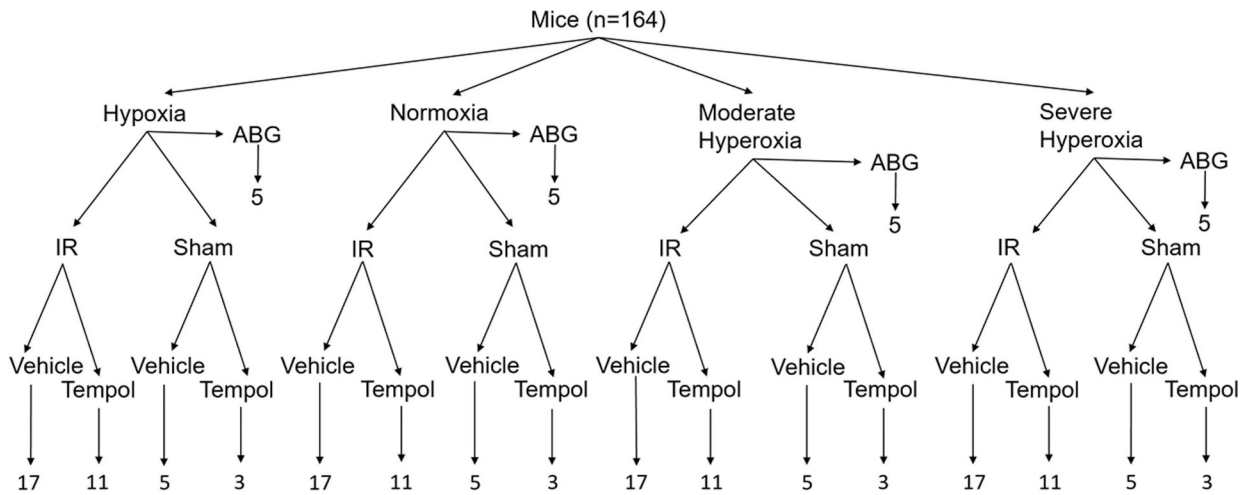 Mice (n=164)
Hypoxia ABG Normoxia ABG Moderate Hyperoxia ABG Severe Hyperoxia ABG
5 5 5 5
IR Sham IR Sham IR Sham IR Sham
Vehicle Tempol Vehicle Tempol Vehicle Tempol Vehicle Tempol Vehicle Tempol Vehicle Tempol Vehicle Tempol Vehicle Tempol
17 11 5 3 17 11 5 3 17 11 5 3 17 11 5 3